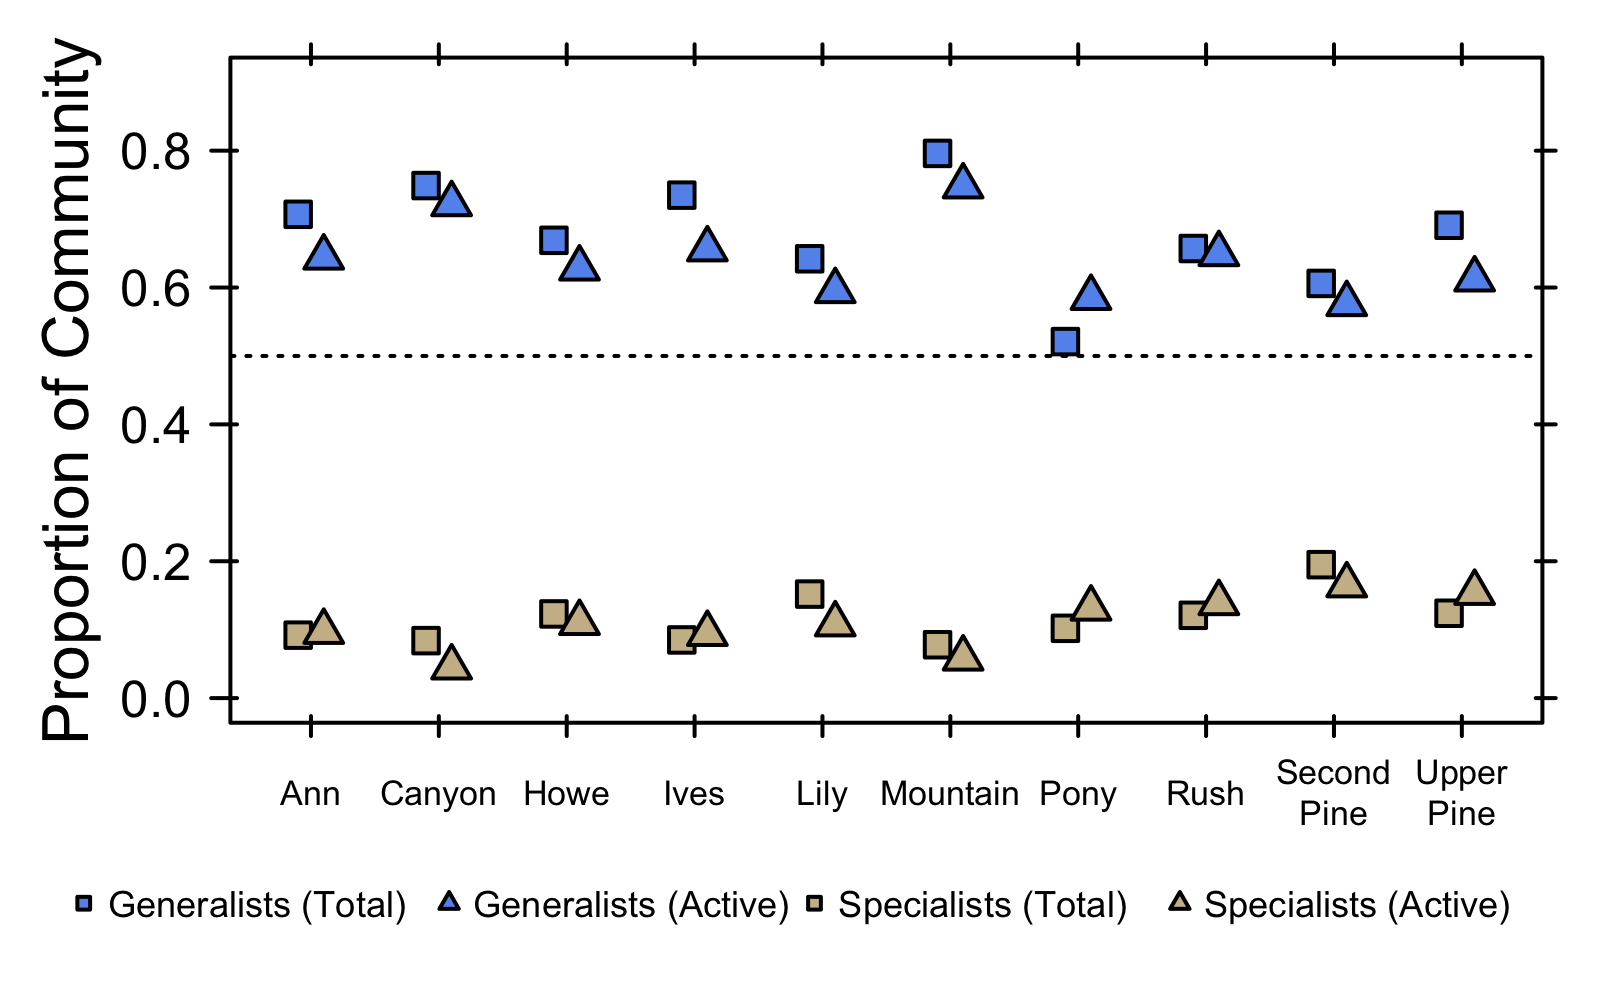 Proportion of Community
0.8
0.6
0.4
0.2
0.0
Ann Canyon Howe Ives Lily Mountain Pony Rush Second Pine Upper Pine
Generalists (Total) Generalists (Active) Specialists (Total) Specialists (Active)